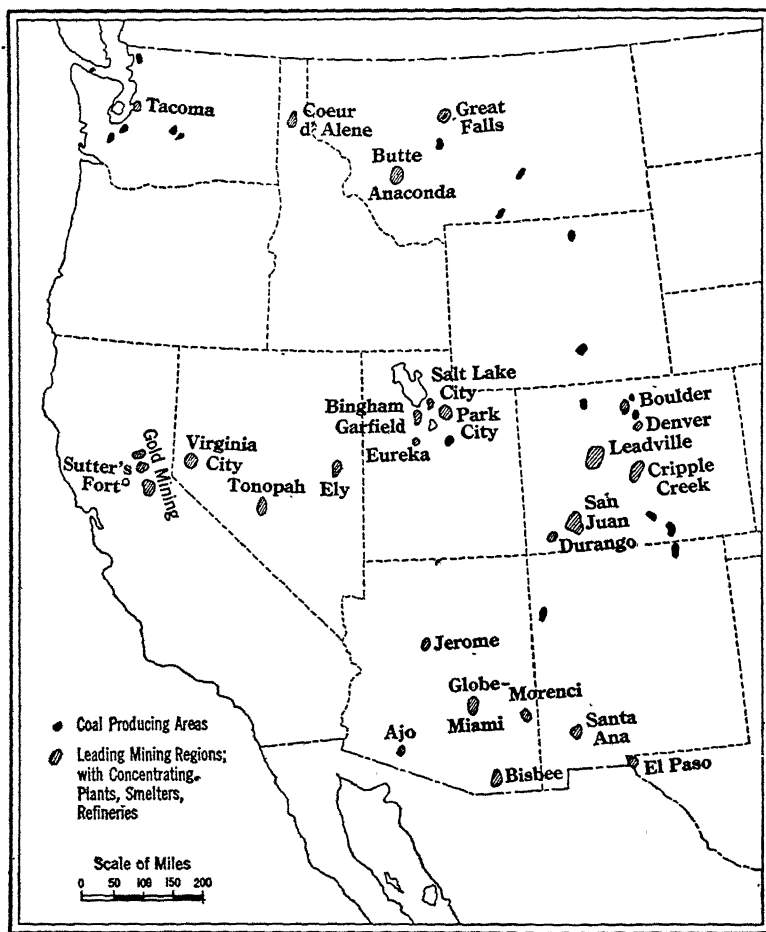 Tacoma
Coeur
d'Alene
Great
Falls
Butte
Anaconda
Salt Lake
City
Bingham
Garfield
Park
City
Eureka
Boulder
Denver
Leadville
Cripple
Creek
San
Juan
Durango
Gold Mining
Sutter's
Fort
Virginia
City
Tonopah
Ely
Jerome
Globe-
Miami
Morenci
Ajo
Santa
Ana
Bisbee
El Paso
Coal Producing Areas
Leading Mining Regions;
with Concentrating
Plants, Smelters,
Refineries
Scale of Miles
0 50 100 150 200